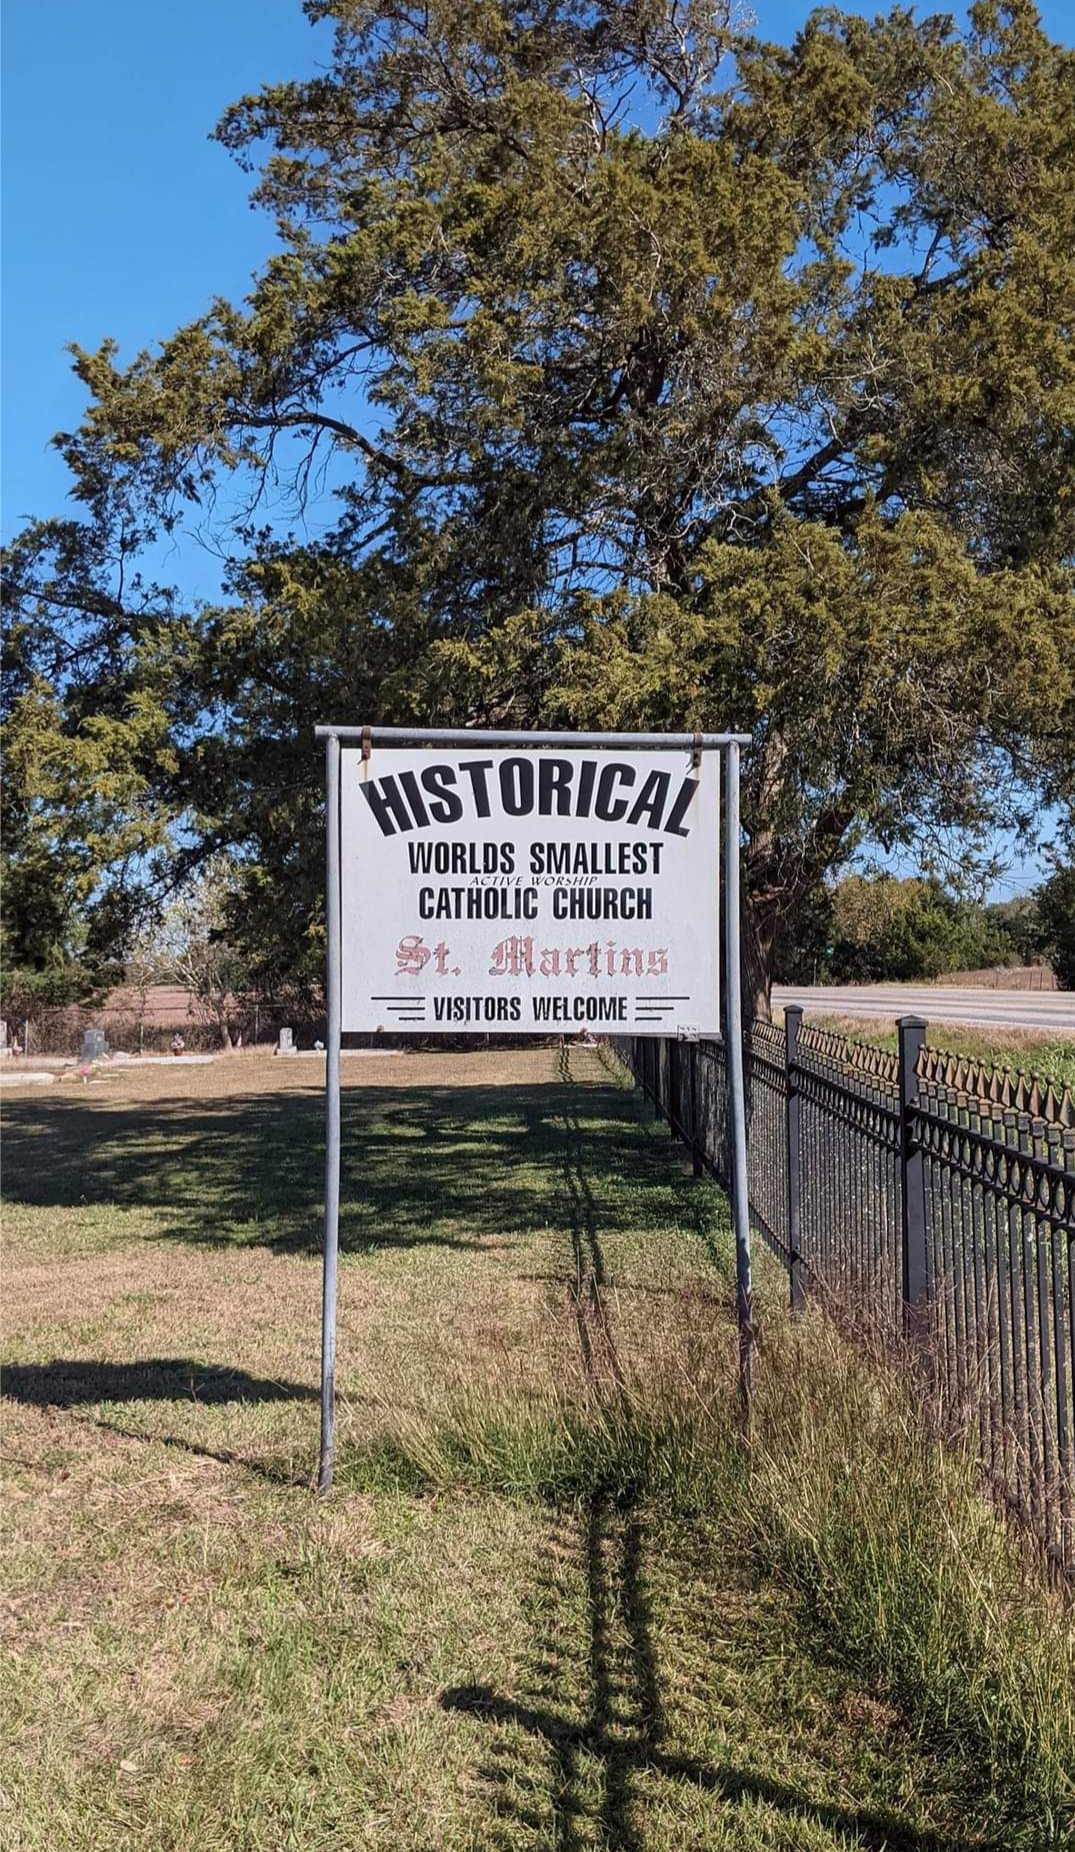 HISTORICAL
WORLDS SMALLEST
ACTIVE WORSHIP
CATHOLIC CHURCH
St. Martins
VISITORS WELCOME